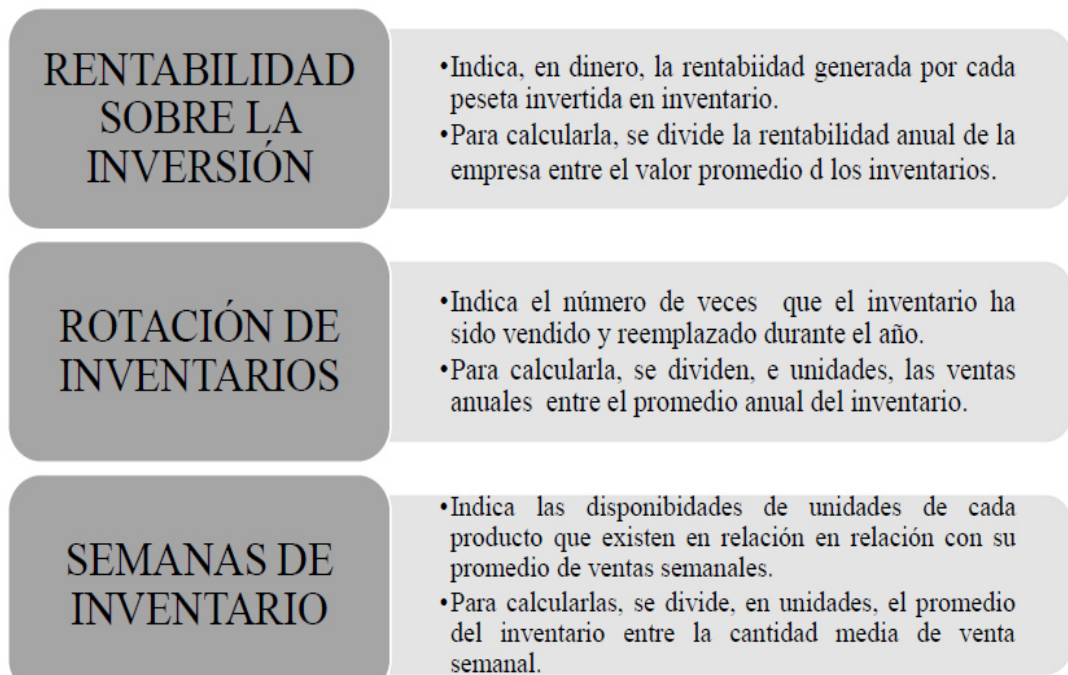 RENTABILIDAD
SOBRE LA
INVERSIÓN
•Indica, en dinero, la rentabiidad generada por cada
peseta invertida en inventario.
•Para calcularla, se divide la rentabilidad anual de la
empresa entre el valor promedio d los inventarios.
ROTACIÓN DE
INVENTARIOS
•Indica el número de veces que el inventario ha
sido vendido y reemplazado durante el año.
•Para calcularla, se dividen, e unidades, las ventas
anuales entre el promedio anual del inventario.
SEMANAS DE
INVENTARIO
•Indica las disponibidades de unidades de cada
producto que existen en relación en relación con su
promedio de ventas semanales.
•Para calcularlas, se divide, en unidades, el promedio
del inventario entre la cantidad media de venta
semanal.